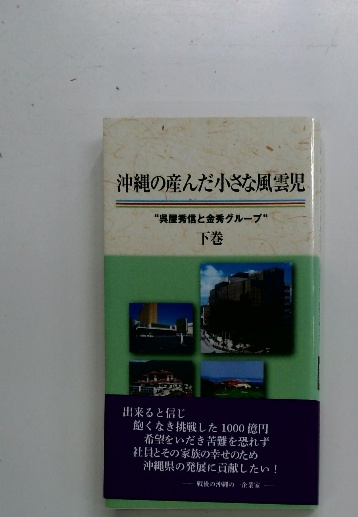 沖縄の産んだ小さな風雲児
"呉屋秀信と金秀グループ"
下巻
出来ると信じ
飽くなき挑戦した1000億円
希望をいだき苦難を恐れず
社員とその家族の幸せのため
沖縄県の発展に貢献したい！
― 戦後の沖縄の一企業家 ―